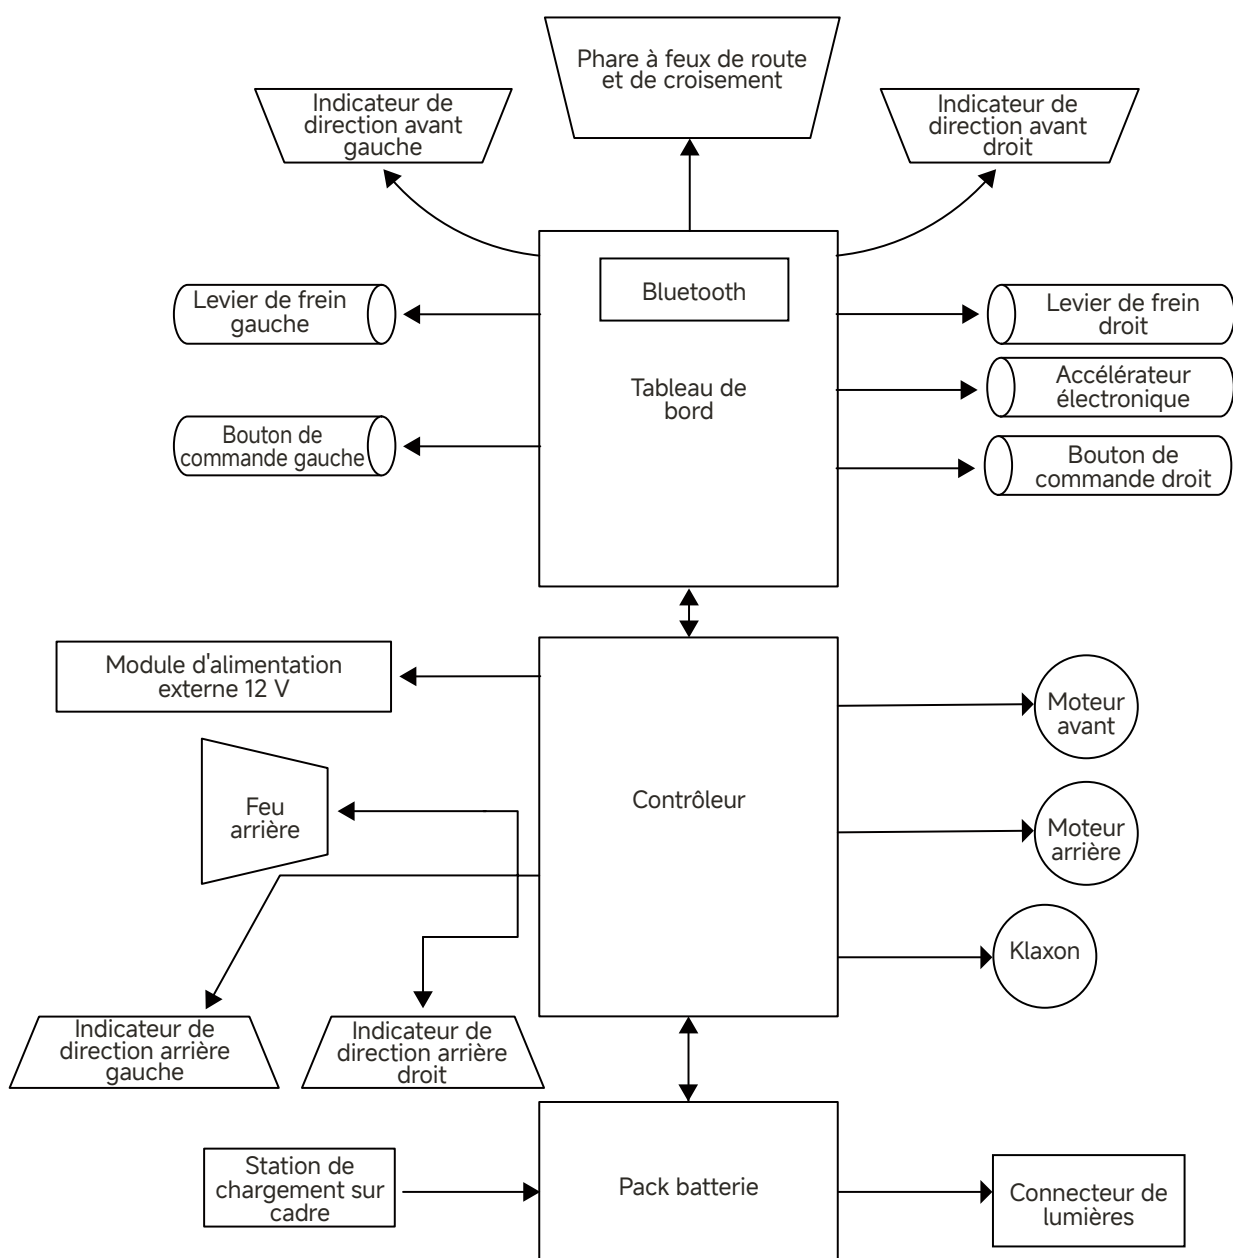 Phare à feux de route
et de croisement
Indicateur de
direction avant
gauche
Indicateur de
direction avant
droit
Bluetooth
Levier de frein
gauche
Levier de frein
droit
Tableau de
bord
Accélérateur
électronique
Bouton de
commande gauche
Bouton de
commande droit
Module d'alimentation
externe 12 V
Moteur
avant
Feu
arrière
Contrôleur
Moteur
arrière
Klaxon
Indicateur de
direction arrière
gauche
Indicateur de
direction arrière
droit
Station de
chargement sur
cadre
Pack batterie
Connecteur de
lumières